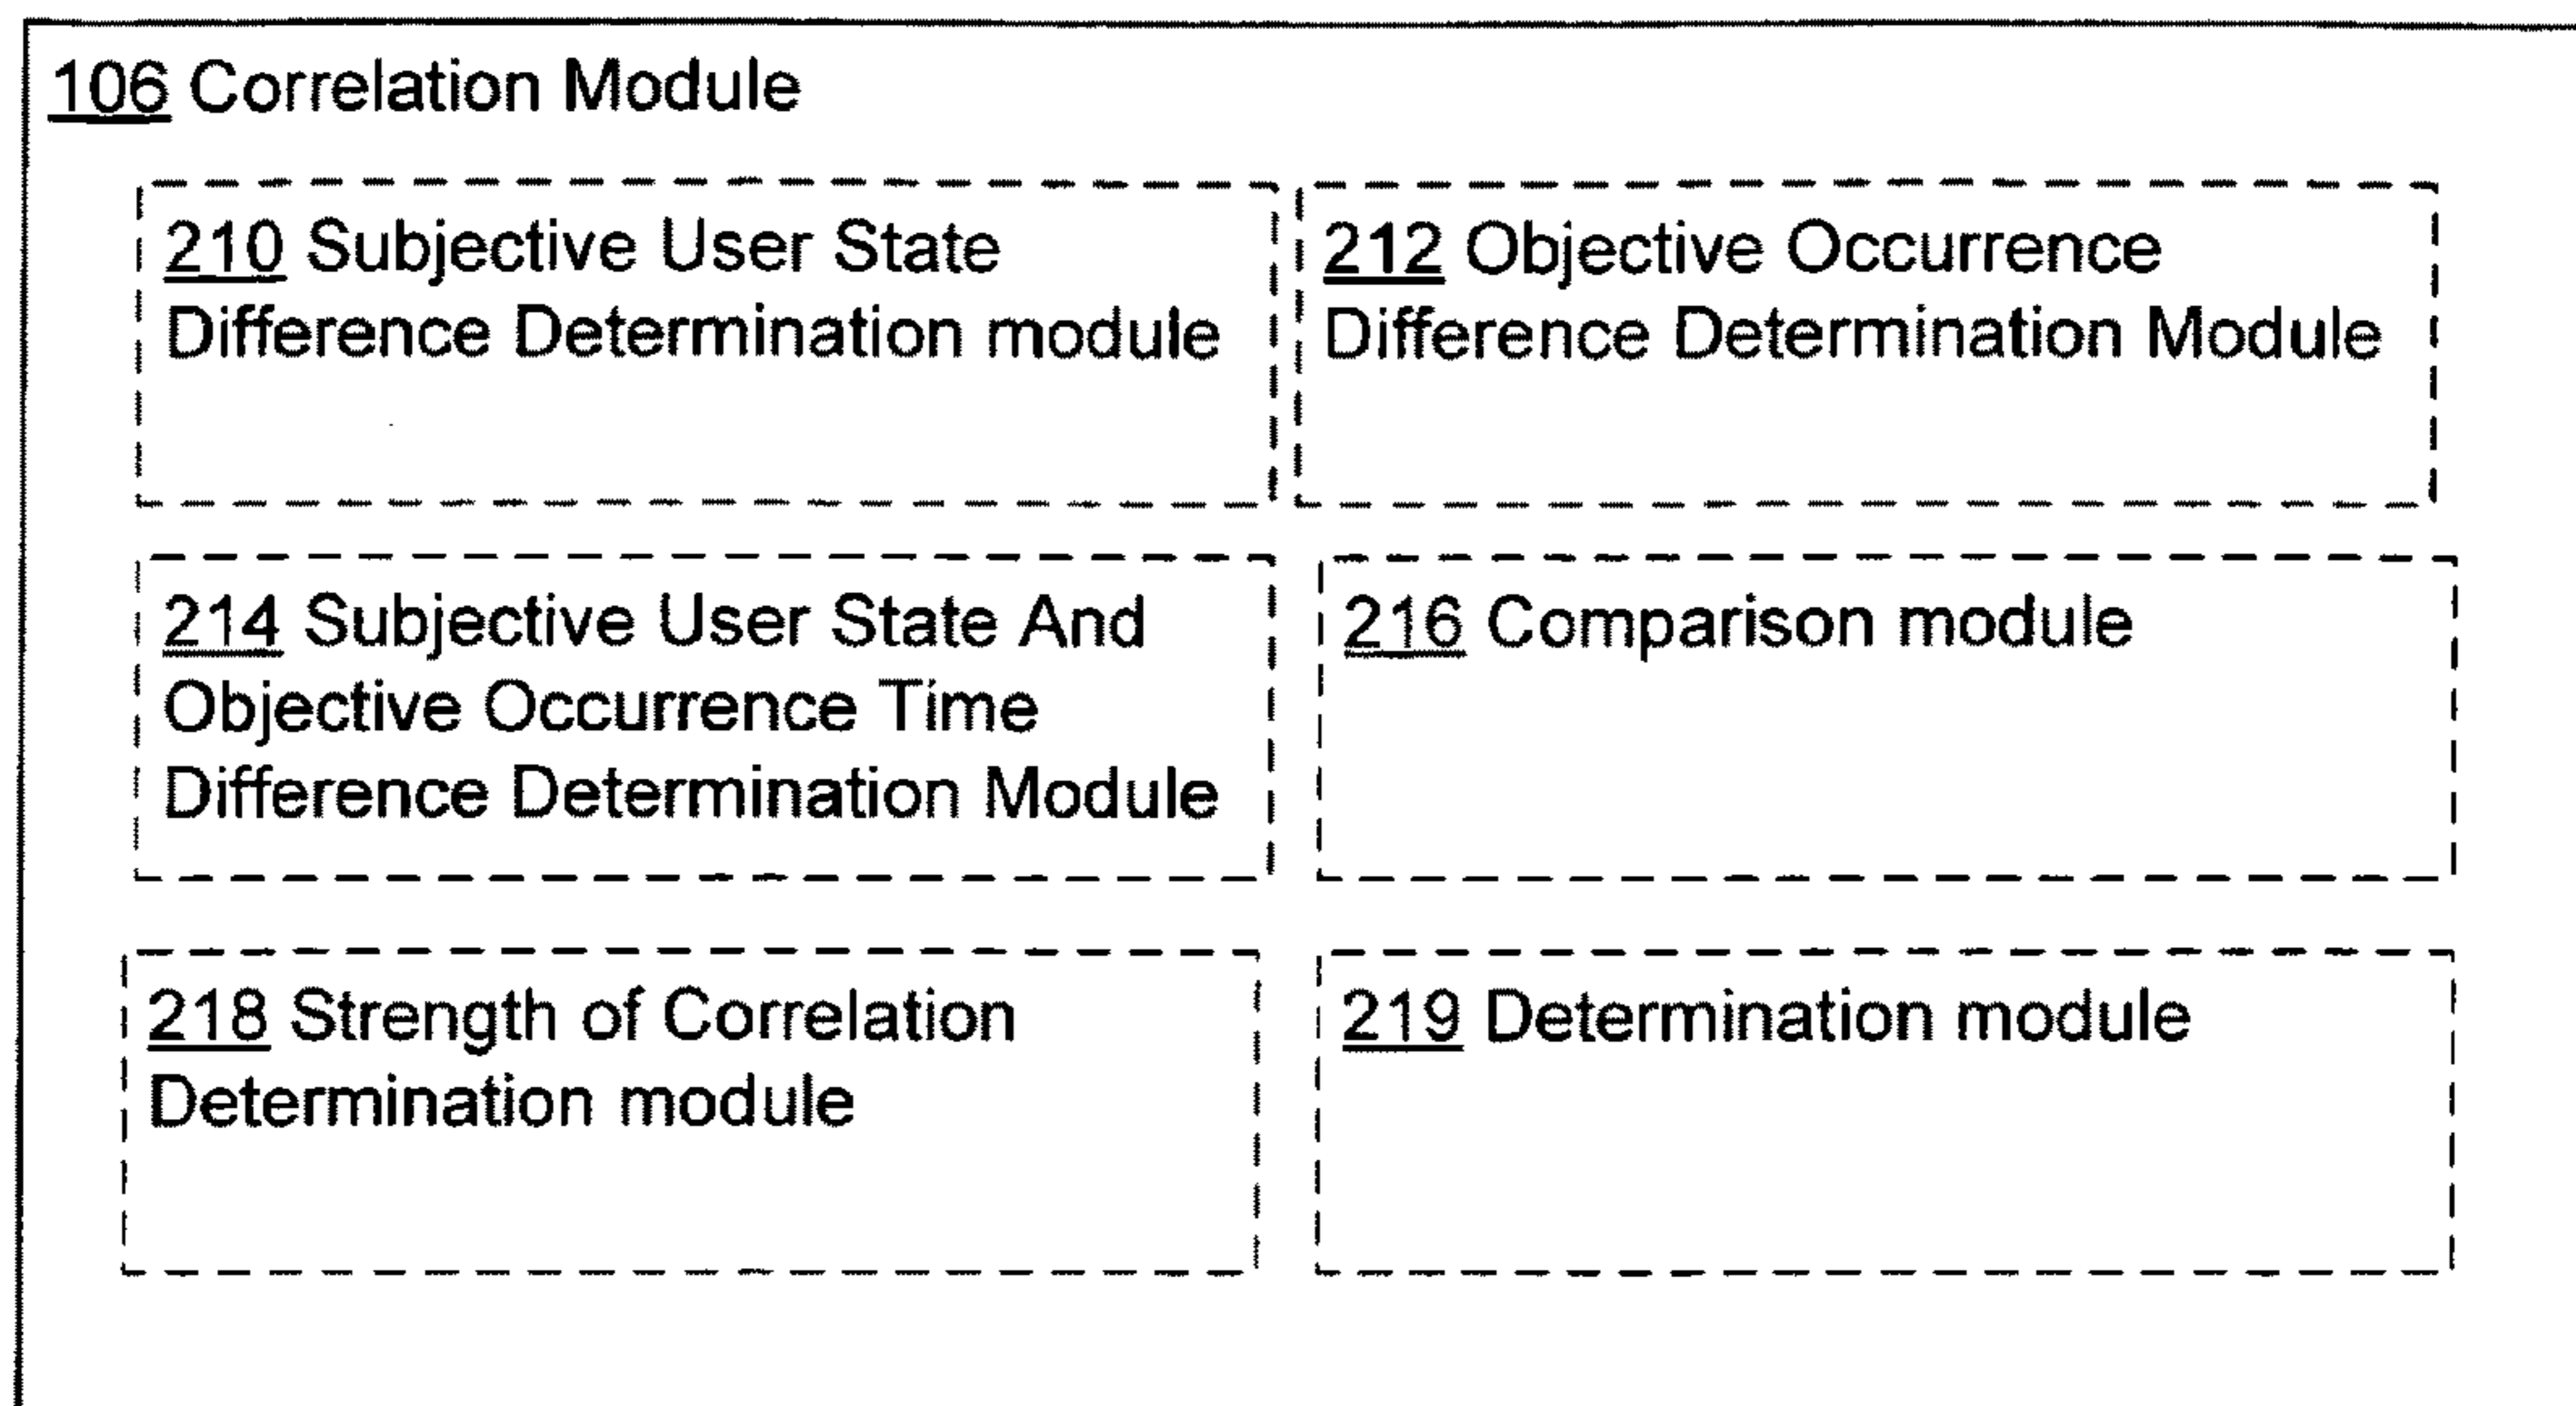 106 Correlation Module
210 Subjective User State
Difference Determination module
212 Objective Occurrence
Difference Determination Module
214 Subjective User State And
Objective Occurrence Time
Difference Determination Module
216 Comparison module
218 Strength of Correlation
Determination module
219 Determination module